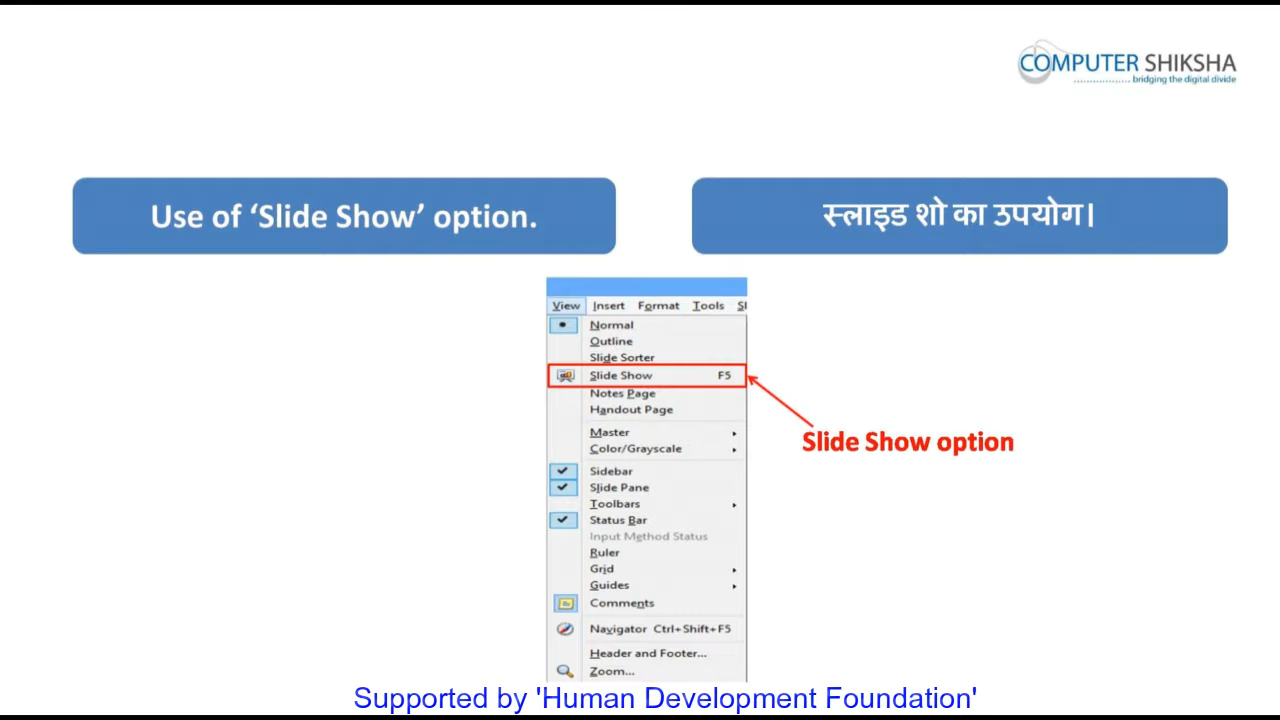 COMPUTER SHIKSHA
bridging the digital divide
Use of ‘Slide Show’ option.
स्लाइड शो का उपयोग।
View Insert Format Tools Sl
Normal
Outline
Slide Sorter
Slide Show F5
Notes Page
Handout Page
Master
Color/Grayscale
Slide Show option
Sidebar
Slide Pane
Toolbars
Status Bar
Input Method Status
Ruler
Grid
Guides
Comments
Navigator Ctrl+Shift+F5
Header and Footer...
Zoom...
Supported by 'Human Development Foundation'